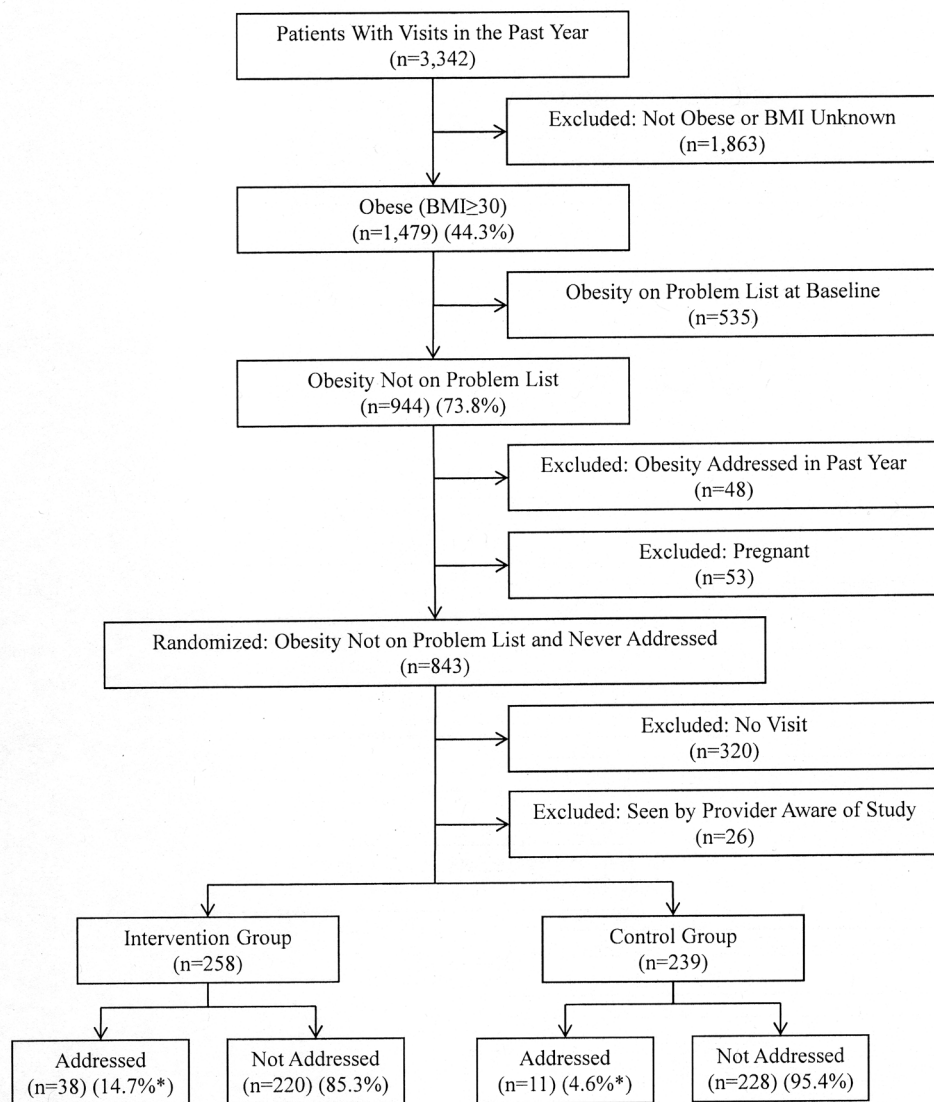 Patients With Visits in the Past Year
(n=3,342)
Excluded: Not Obese or BMI Unknown
(n=1,863)
Obese (BMI≥30)
(n=1,479) (44.3%)
Obesity on Problem List at Baseline
(n=535)
Obesity Not on Problem List
(n=944) (73.8%)
Excluded: Obesity Addressed in Past Year
(n=48)
Excluded: Pregnant
(n=53)
Randomized: Obesity Not on Problem List and Never Addressed
(n=843)
Excluded: No Visit
(n=320)
Excluded: Seen by Provider Aware of Study
(n=26)
Intervention Group
(n=258)
Control Group
(n=239)
Addressed
(n=38) (14.7%*)
Not Addressed
(n=220) (85.3%)
Addressed
(n=11) (4.6%*)
Not Addressed
(n=228) (95.4%)